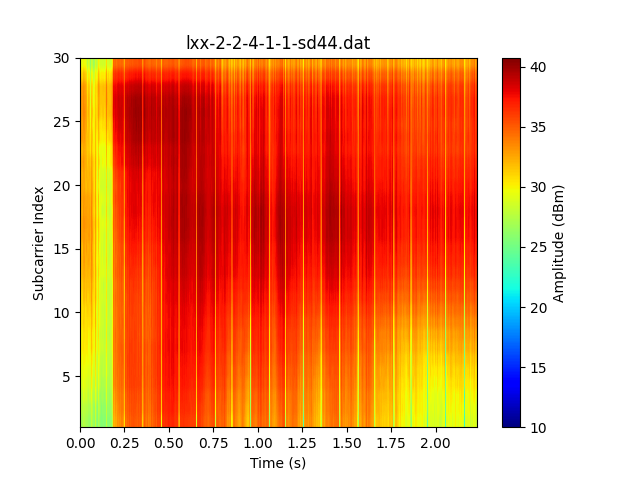 lxx-2-2-4-1-1-sd44.dat
30
25
20
15
10
5
Subcarrier Index
0.00 0.25 0.50 0.75 1.00 1.25 1.50 1.75 2.00
Time (s)
40
35
30
25
20
15
10
Amplitude (dBm)